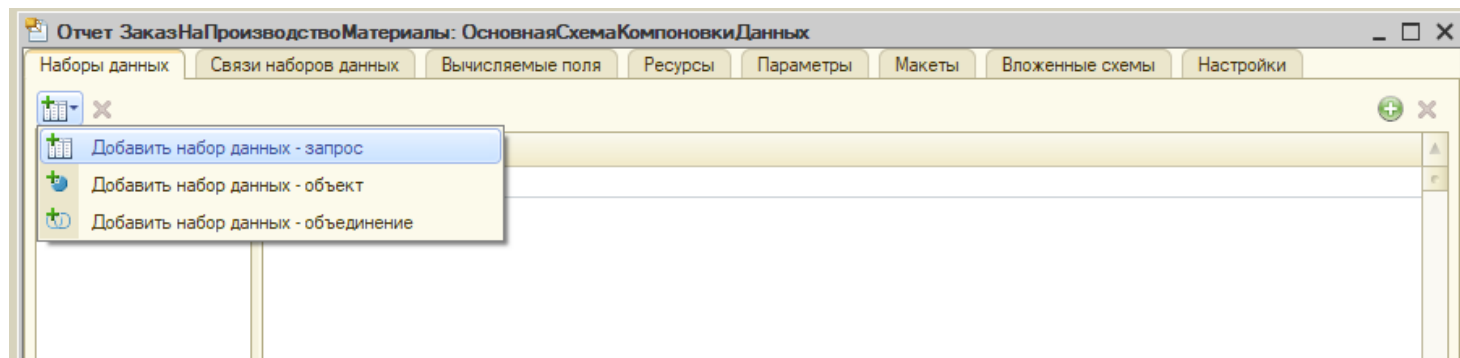 Отчет ЗаказНаПроизводствоМатериалы: ОсновнаяСхемаКомпоновкиДанных
Наборы данных Связи наборов данных Вычисляемые поля Ресурсы Параметры Макеты Вложенные схемы Настройки
Добавить набор данных - запрос
Добавить набор данных - объект
Добавить набор данных - объединение